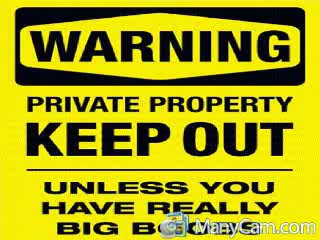 WARNING
PRIVATE PROPERTY
KEEP OUT
UNLESS YOU
HAVE REALLY
BIG
ManyCam.com